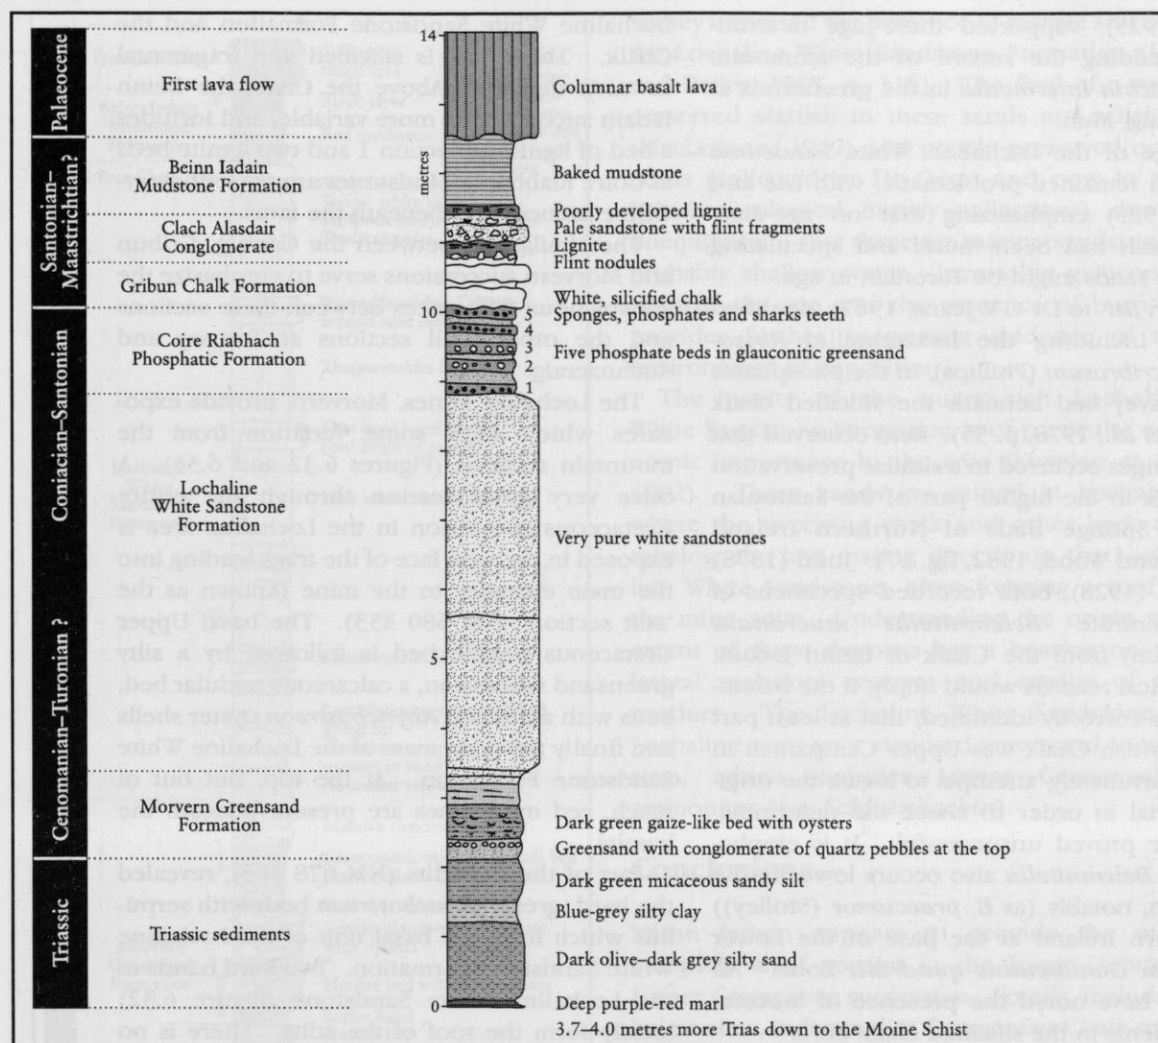 Palaeocene
Santonian–
Maastrichtian?
Coniacian–Santonian
Cenomanian–Turonian ?
Triassic
First lava flow
Beinn Iadain
Mudstone Formation
Clach Alasdair
Conglomerate
Gribun Chalk Formation
Coire Riabhach
Phosphatic Formation
Lochaline
White Sandstone
Formation
Morvern Greensand
Formation
Triassic sediments
14
metres
10
5
0
5
4
3
2
1
Columnar basalt lava
Baked mudstone
Poorly developed lignite
Pale sandstone with flint fragments
Lignite
Flint nodules
White, silicified chalk
Sponges, phosphates and sharks teeth
Five phosphate beds in glauconitic greensand
Very pure white sandstones
Dark green gaize-like bed with oysters
Greensand with conglomerate of quartz pebbles at the top
Dark green micaceous sandy silt
Blue-grey silty clay
Dark olive–dark grey silty sand
Deep purple-red marl
3.7–4.0 metres more Trias down to the Moine Schist